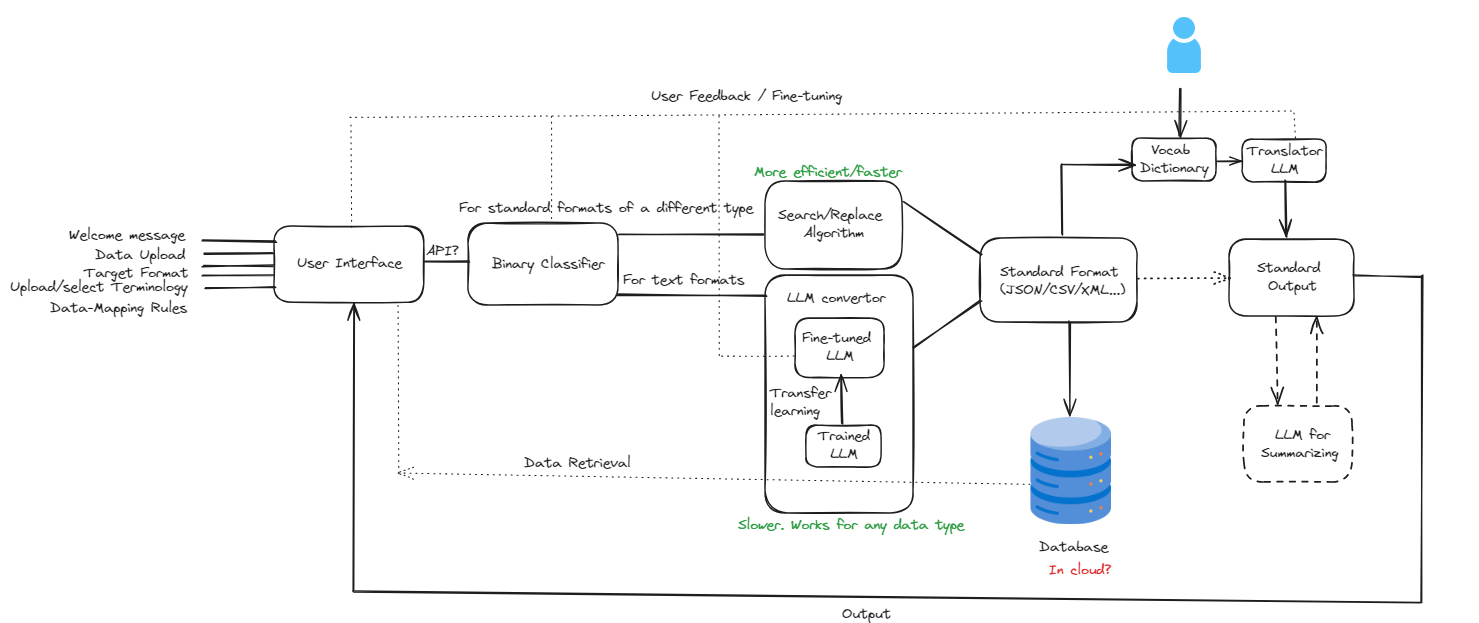 User Feedback / Fine-tuning
Vocab
Dictionary
Translator
LLM
More efficient/faster
For standard formats of a different type
Search/Replace
Algorithm
Welcome message
Data Upload
Target Format
Upload/select Terminology
Data-Mapping Rules
User Interface
API?
Binary Classifier
For text formats
LLM convertor
Fine-tuned
LLM
Transfer
learning
Trained
LLM
Slower. Works for any data type
Standard Format
(JSON/CSV/XML...)
Standard
Output
LLM for
Summarizing
Data Retrieval
Database
In cloud?
Output